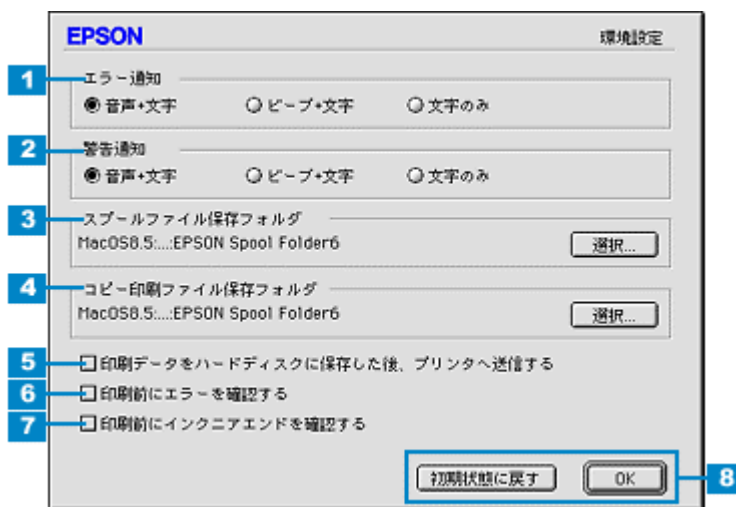 EPSON 環境設定
1 エラー通知
音声+文字 ビープ+文字 文字のみ
2 警告通知
音声+文字 ビープ+文字 文字のみ
3 スプールファイル保存フォルダ
MacOS8.5:...:EPSON Spool Folder6 選択...
4 コピー印刷ファイル保存フォルダ
MacOS8.5:...:EPSON Spool Folder6 選択...
5 印刷データをハードディスクに保存した後、プリンタへ送信する
6 印刷前にエラーを確認する
7 印刷前にインクニアエンドを確認する
初期状態に戻す OK 8